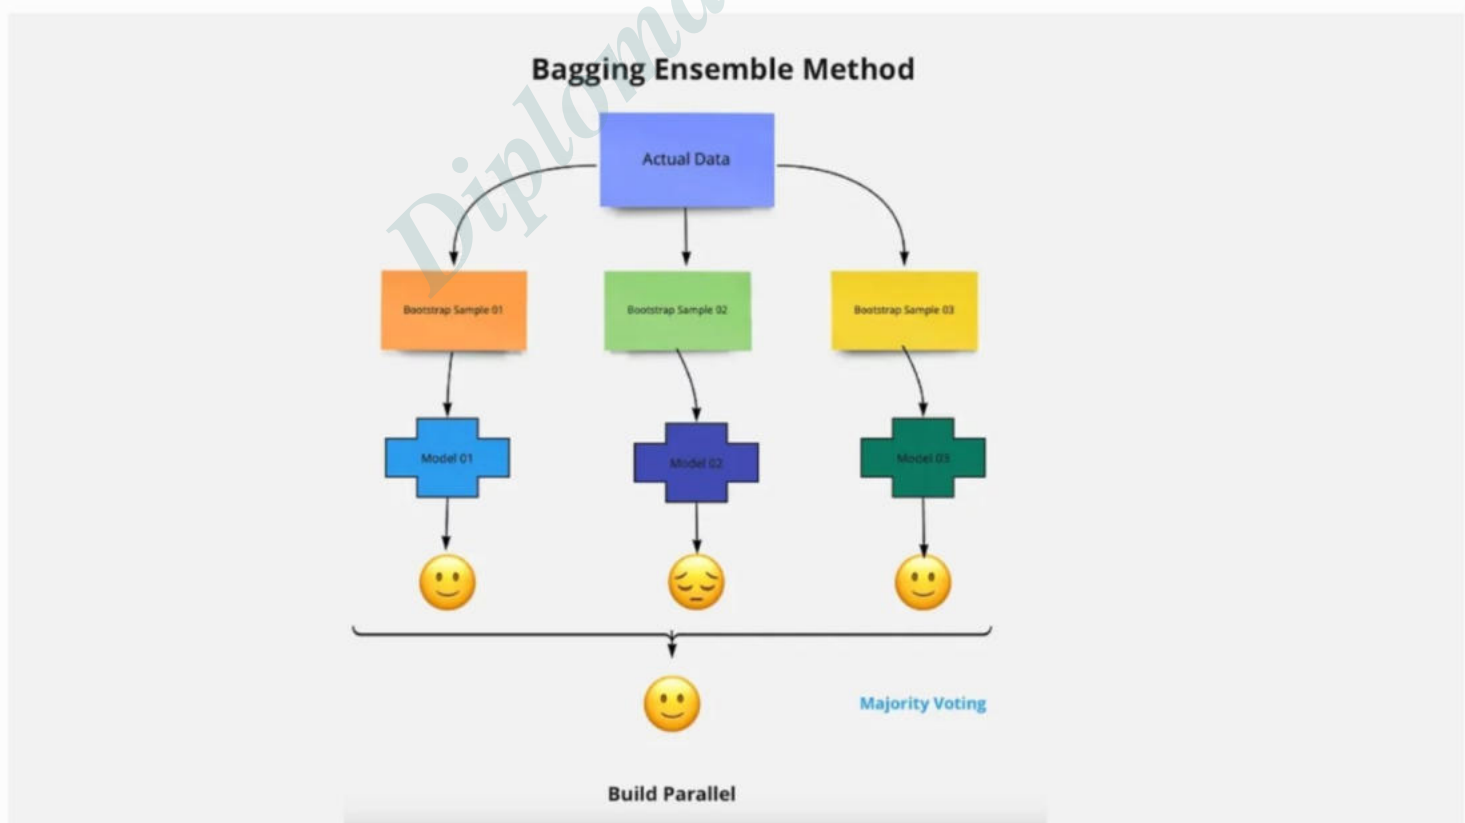 Bagging Ensemble Method
Diploma
Actual Data
Bootstrap Sample 01
Bootstrap Sample 02
Bootstrap Sample 03
Model 01
Model 02
Model 03
Majority Voting
Build Parallel